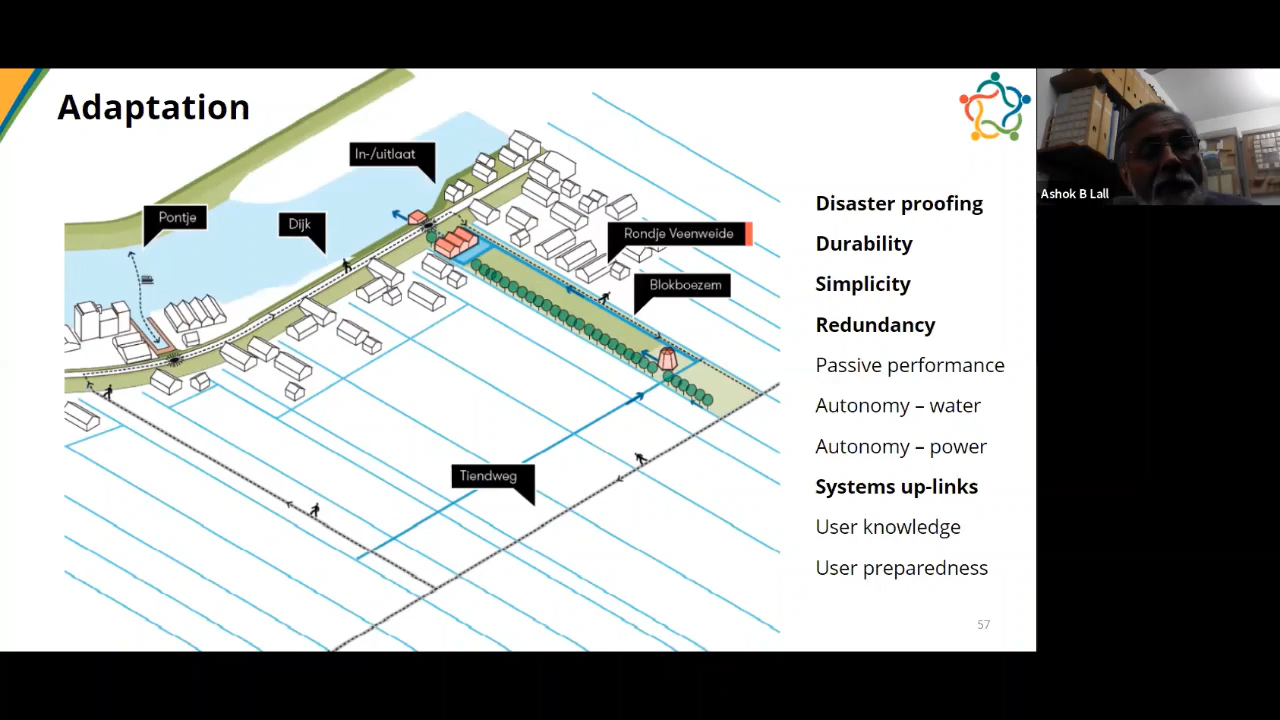 Adaptation
In-/uitlaat
Pontje
Dijk
Rondje Veenweide
Blokboezem
Tiendweg
Disaster proofing
Durability
Simplicity
Redundancy
Passive performance
Autonomy – water
Autonomy – power
Systems up-links
User knowledge
User preparedness
57
Ashok B Lall